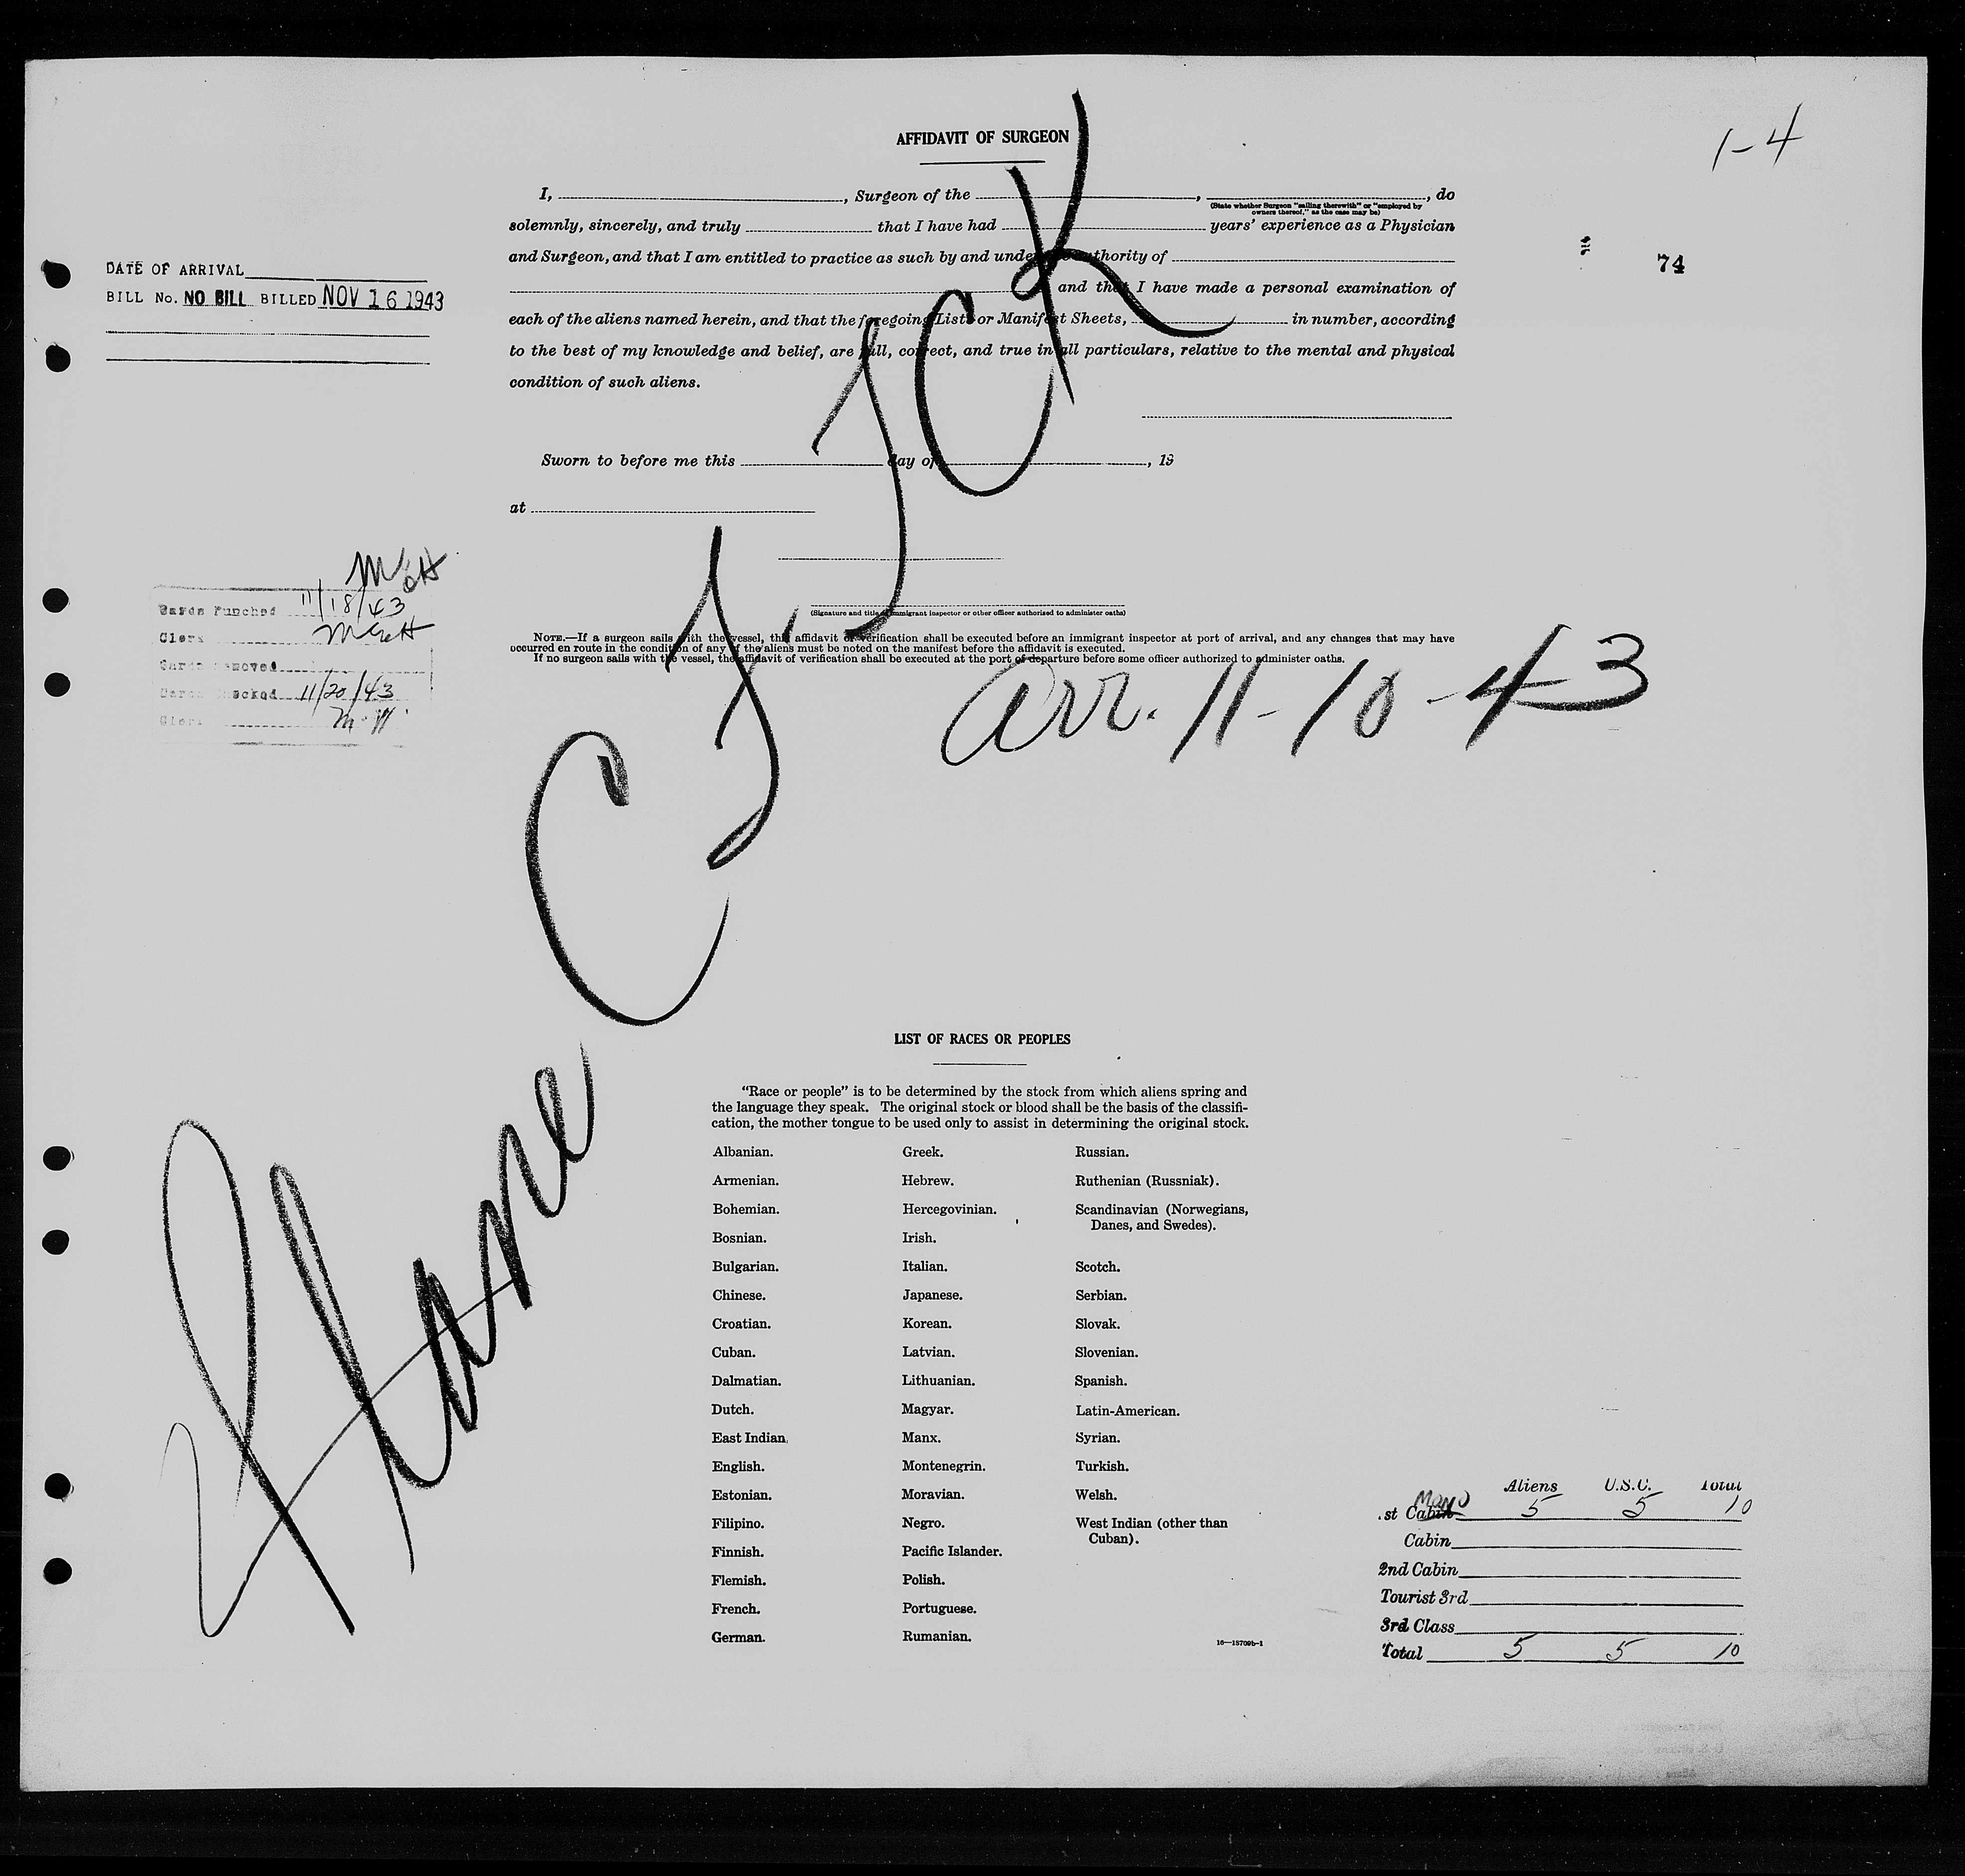 AFFIDAVIT OF SURGEON
1-4
I, , Surgeon of the , , do
(State whether Surgeon "sailing therewith" or "employed by
owners thereof," as the case may be)
solemnly, sincerely, and truly that I have had years' experience as a Physician
and Surgeon, and that I am entitled to practice as such by and under the authority of
74
and that I have made a personal examination of
each of the aliens named herein, and that the foregoing Lists or Manifest Sheets, in number, according
to the best of my knowledge and belief, are full, correct, and true in all particulars, relative to the mental and physical
condition of such aliens.
Sworn to before me this day of , 19
at
(Signature and title of immigrant inspector or other officer authorized to administer oaths)
NOTE.—If a surgeon sails with the vessel, this affidavit of verification shall be executed before an immigrant inspector at port of arrival, and any changes that may have
occurred en route in the condition of any of the aliens must be noted on the manifest before the affidavit is executed.
If no surgeon sails with the vessel, the affidavit of verification shall be executed at the port of departure before some officer authorized to administer oaths.
DATE OF ARRIVAL
BILL No. NO BILL BILLED NOV 16 1943
Cards Punched 11/18/43
Clerk
Cards removed
Cards checked 11/20/43
Clerk
Plane
arr. 11-10-43
LIST OF RACES OR PEOPLES
"Race or people" is to be determined by the stock from which aliens spring and
the language they speak. The original stock or blood shall be the basis of the classifi-
cation, the mother tongue to be used only to assist in determining the original stock.
Albanian. Greek. Russian.
Armenian. Hebrew. Ruthenian (Russniak).
Bohemian. Hercegovinian. Scandinavian (Norwegians,
Danes, and Swedes).
Bosnian. Irish.
Bulgarian. Italian. Scotch.
Chinese. Japanese. Serbian.
Croatian. Korean. Slovak.
Cuban. Latvian. Slovenian.
Dalmatian. Lithuanian. Spanish.
Dutch. Magyar. Latin-American.
East Indian. Manx. Syrian.
English. Montenegrin. Turkish.
Estonian. Moravian. Welsh.
Filipino. Negro. West Indian (other than
Cuban).
Finnish. Pacific Islander.
Flemish. Polish.
French. Portuguese.
German. Rumanian.
16—18709b-1
Aliens U.S.C. Total
st Cabin 5 5 10
Cabin
2nd Cabin
Tourist 3rd
3rd Class
Total 5 5 10